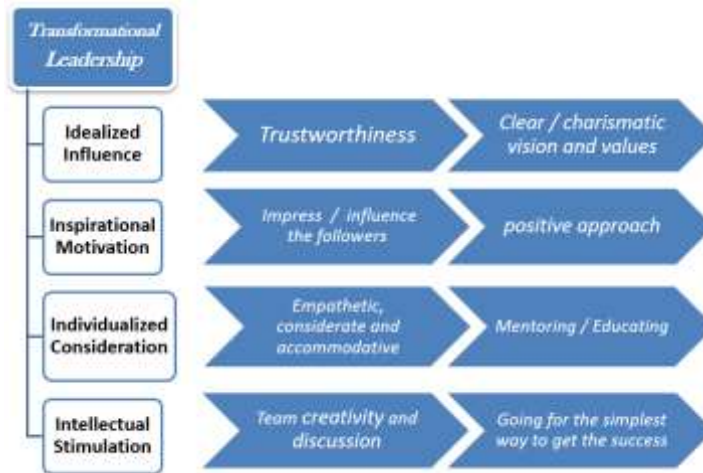 Transformational
Leadership
Idealized
Influence
Trustworthiness
Clear / charismatic
vision and values
Inspirational
Motivation
Impress / influence
the followers
positive approach
Individualized
Consideration
Empathetic,
considerate and
accommodative
Mentoring / Educating
Intellectual
Stimulation
Team creativity and
discussion
Going for the simplest
way to get the success